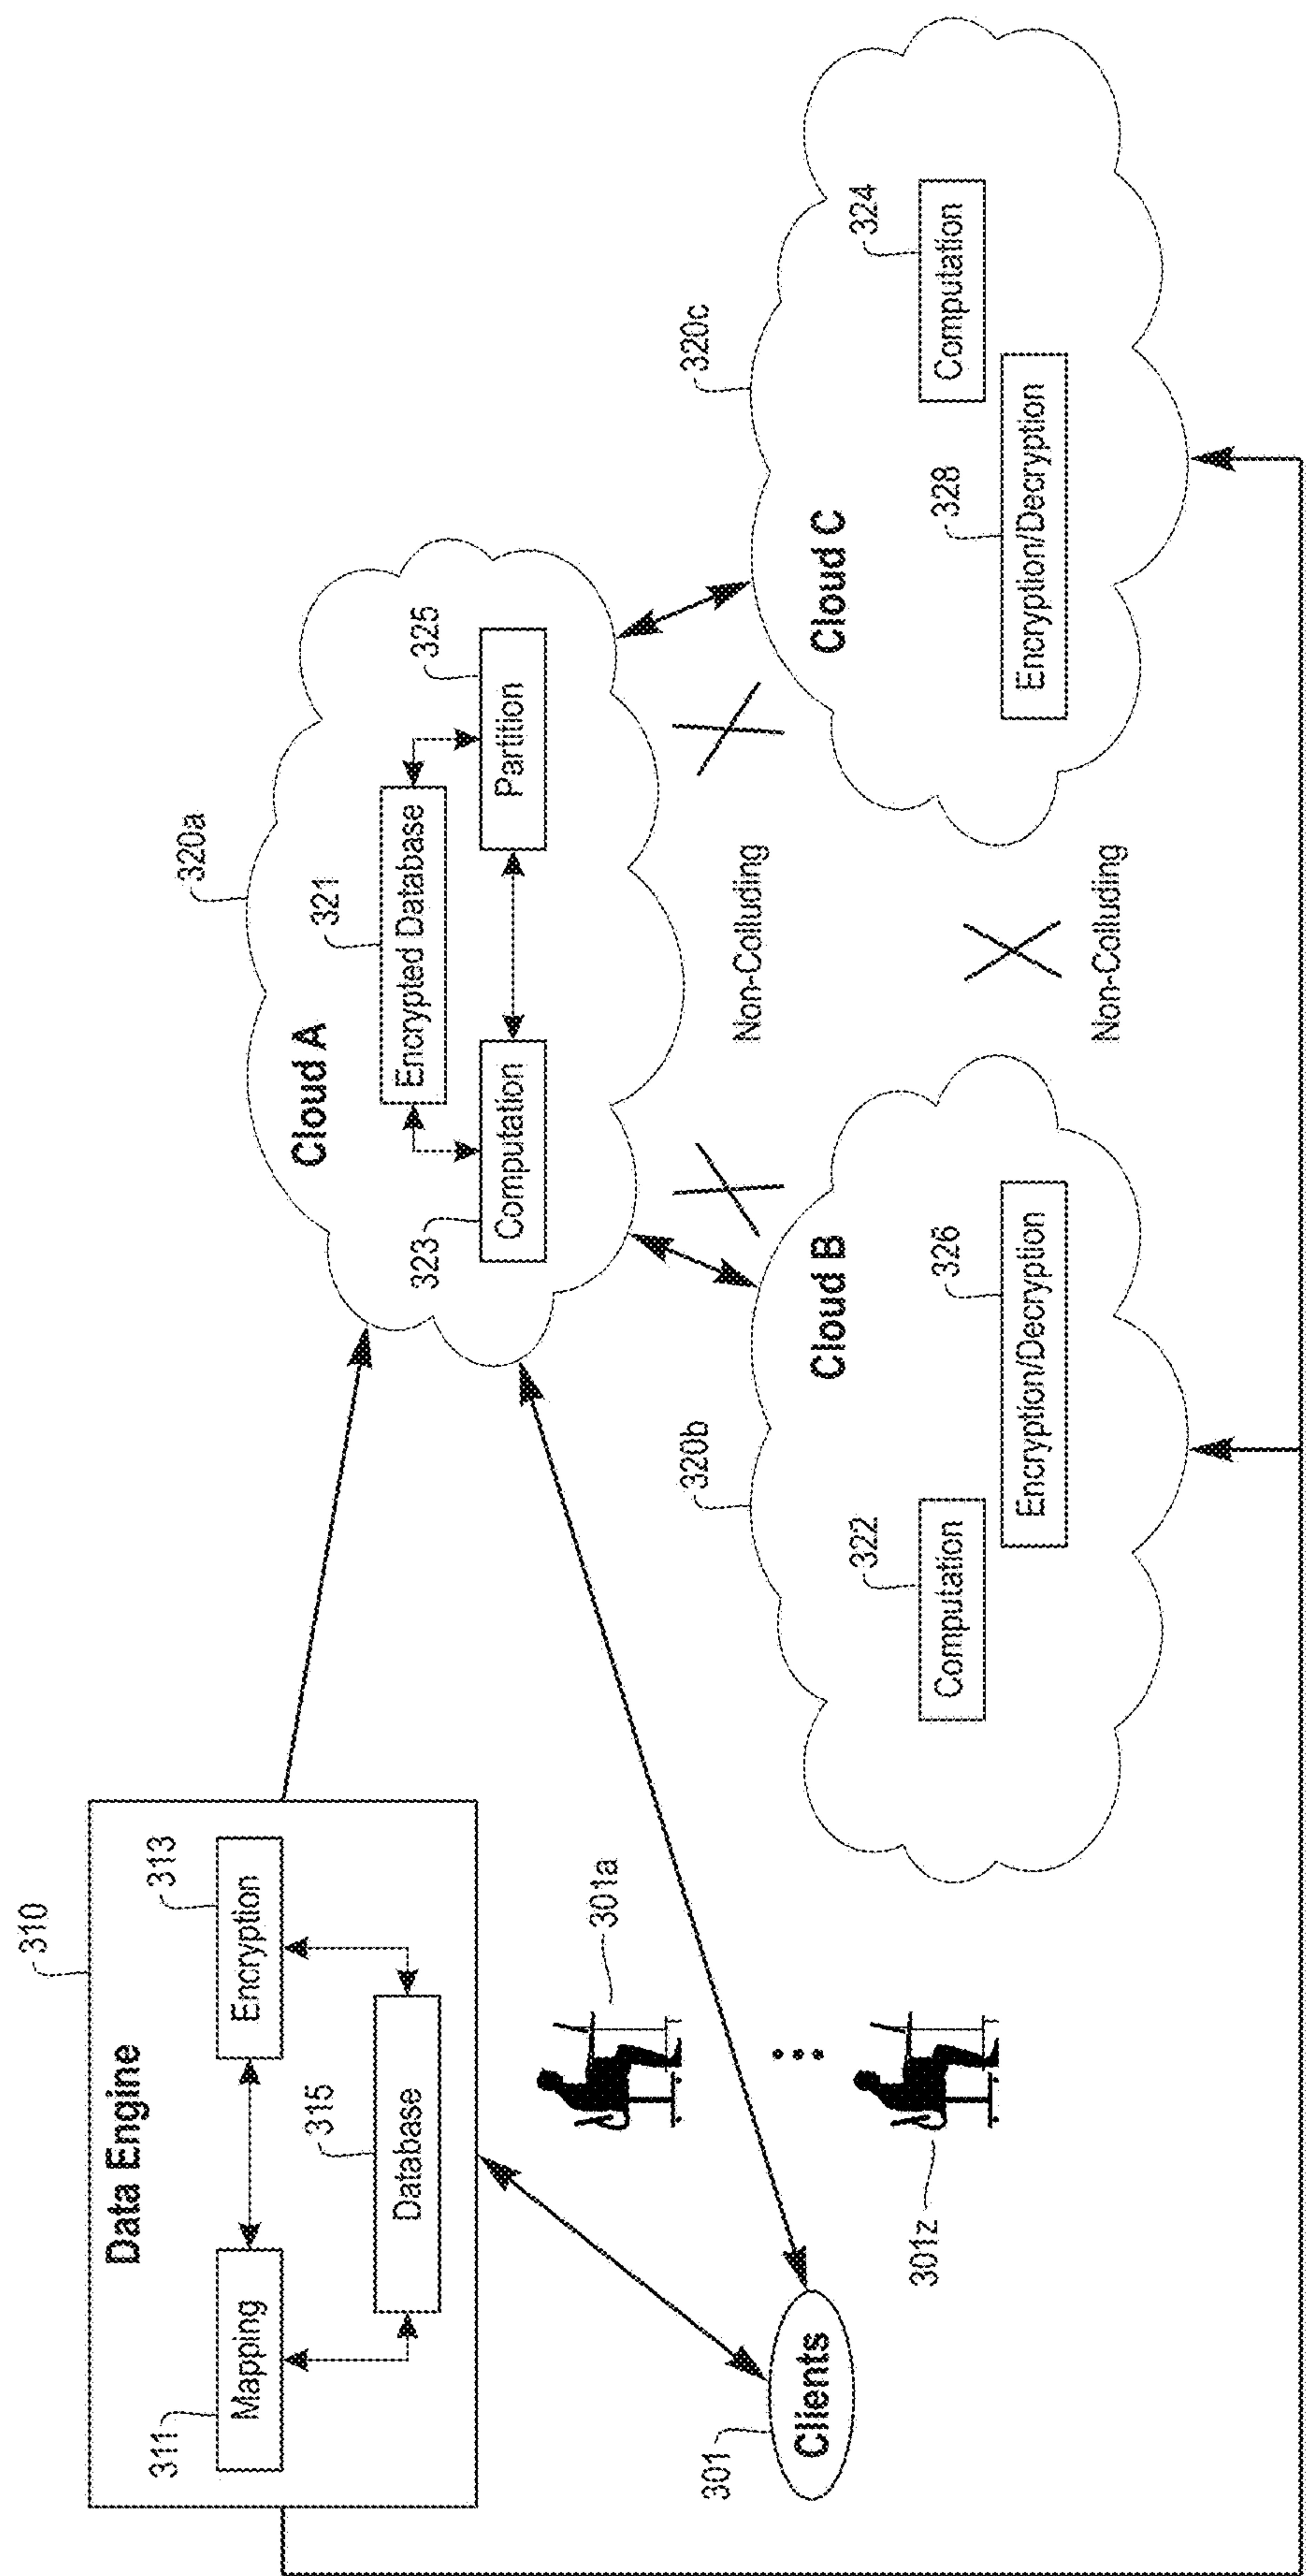 310
Data Engine
311
Mapping
313
Encryption
315
Database
301
Clients
301a
301z
320a
Cloud A
321
Encrypted Database
323
Computation
325
Partition
Non-Colluding
320b
Cloud B
322
Computation
326
Encryption/Decryption
Non-Colluding
320c
Cloud C
328
Encryption/Decryption
324
Computation